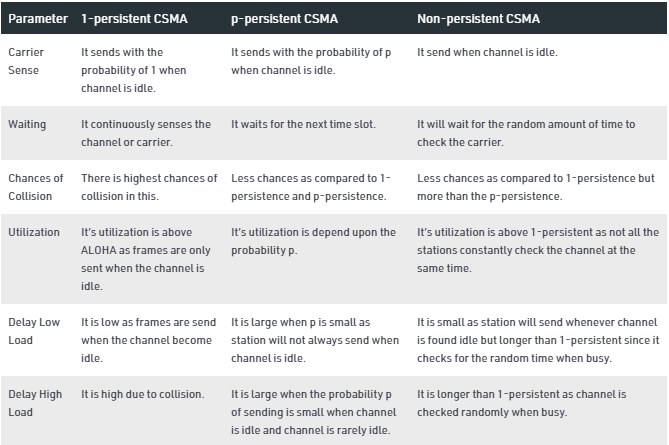 Parameter 1-persistent CSMA p-persistent CSMA Non-persistent CSMA
Carrier Sense
It sends with the
probability of 1 when
channel is idle.
It sends with the probability of p
when channel is idle.
It send when channel is idle.
Waiting
It continuously senses the
channel or carrier.
It waits for the next time slot.
It will wait for the random amount of time to
check the carrier.
Chances of
Collision
There is highest chances of
collision in this.
Less chances as compared to 1-
persistence and p-persistence.
Less chances as compared to 1-persistence but
more than the p-persistence.
Utilization
It's utilization is above
ALOHA as frames are only
sent when the channel is
idle.
It's utilization is depend upon the
probability p.
It's utilization is above 1-persistent as not all the
stations constantly check the channel at the
same time.
Delay Low
Load
It is low as frames are send
when the channel become
idle.
It is large when p is small as
station will not always send when
channel is idle.
It is small as station will send whenever channel
is found idle but longer than 1-persistent since it
checks for the random time when busy.
Delay High
Load
It is high due to collision.
It is large when the probability p
of sending is small when channel
is idle and channel is rarely idle.
It is longer than 1-persistent as channel is
checked randomly when busy.